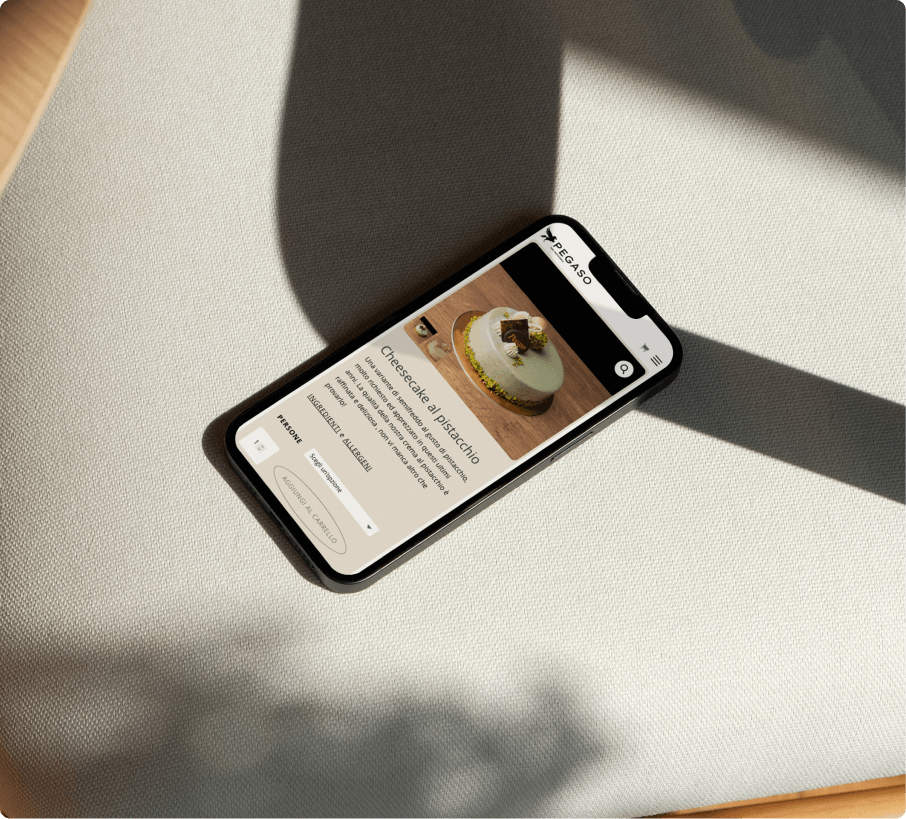 PEGASO
Cheesecake al pistacchio
Una variante di semifreddo al gusto di pistacchio,
molto richiesto ed apprezzato in questi ultimi
anni. La qualità della nostra crema al pistacchio è
raffinata e deliziosa, non vi manca altro che
provarlo!
INGREDIENTI e ALLERGENI
PERSONE
Scegli un'opzione
1
AGGIUNGI AL CARRELLO